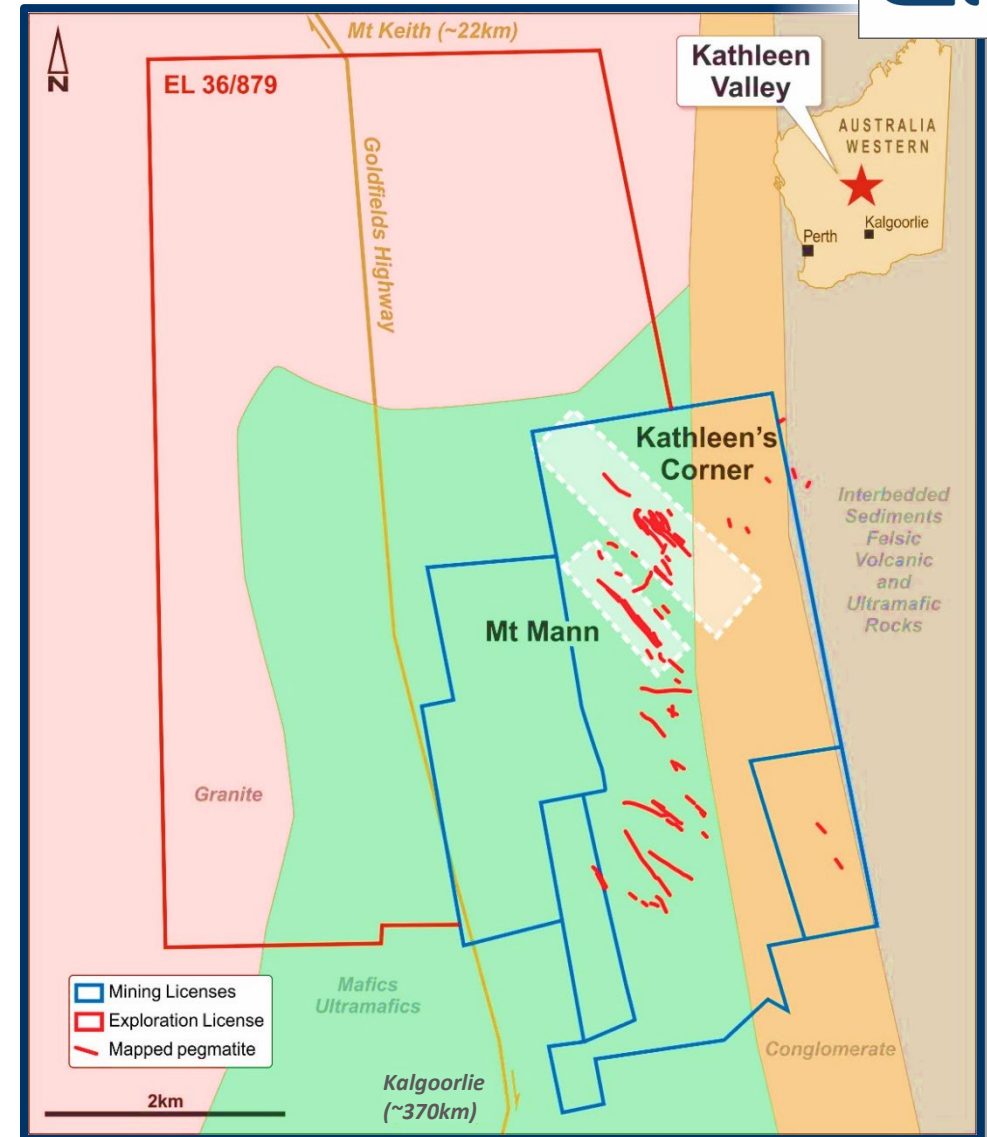 Mt Keith (~22km)
N
EL 36/879
Kathleen
Valley
AUSTRALIA
WESTERN
Kalgoorlie
Perth
Goldfields Highway
Kathleen's
Corner
Interbedded
Sediments
Felsic
Volcanic
and
Ultramafic
Rocks
Mt Mann
Granite
Mafics
Ultramafics
Mining Licenses
Exploration License
Mapped pegmatite
Conglomerate
2km
Kalgoorlie
(~370km)